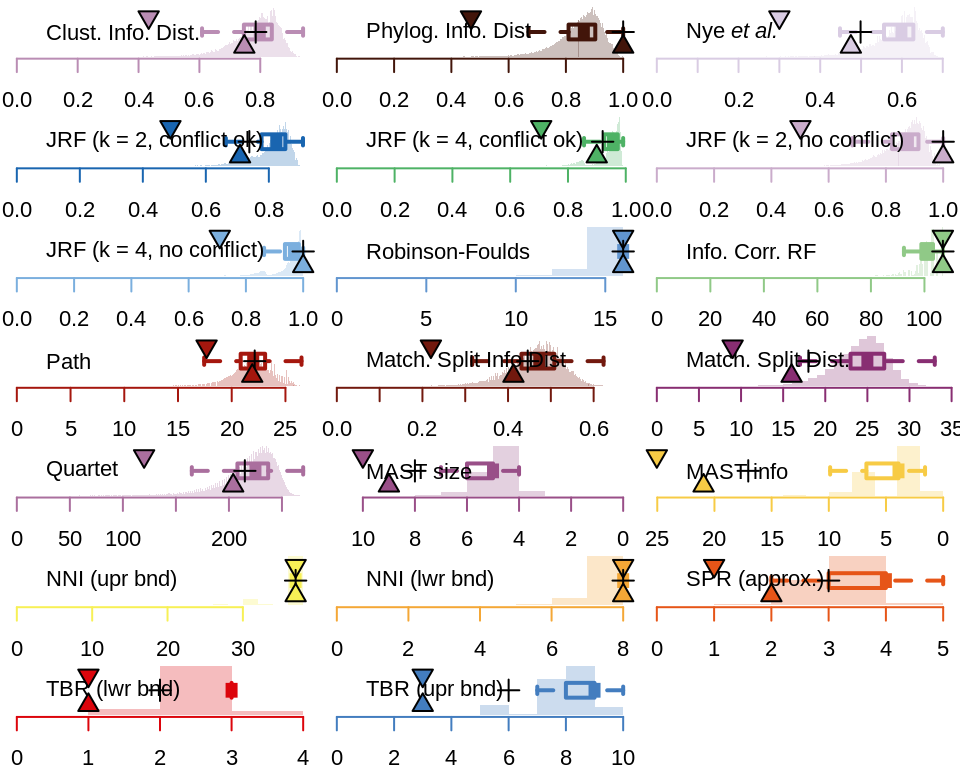 Clust. Info. Dist.
Phylog. Info. Dist
Nye et al.
0.0 0.2 0.4 0.6 0.8
0.0 0.2 0.4 0.6 0.8 1.0
0.0 0.2 0.4 0.6
JRF (k = 2, conflict ok)
JRF (k = 4, conflict ok)
JRF (k = 2, no conflict)
0.0 0.2 0.4 0.6 0.8
0.0 0.2 0.4 0.6 0.8 1.0
0.0 0.2 0.4 0.6 0.8 1.0
JRF (k = 4, no conflict)
Robinson-Foulds
Info. Corr. RF
0.0 0.2 0.4 0.6 0.8 1.0
0 5 10 15
0 20 40 60 80 100
Path
Match. Split Info Dist
Match. Split Dist.
0 5 10 15 20 25
0.0 0.2 0.4 0.6
0 5 10 15 20 25 30 35
Quartet
MAST size
MAST info
0 50 100 200
10 8 6 4 2 0
25 20 15 10 5 0
NNI (upr bnd)
NNI (lwr bnd)
SPR (approx.)
0 10 20 30
0 2 4 6 8
0 1 2 3 4 5
TBR (lwr bnd)
TBR (upr bnd)
0 1 2 3 4
0 2 4 6 8 10